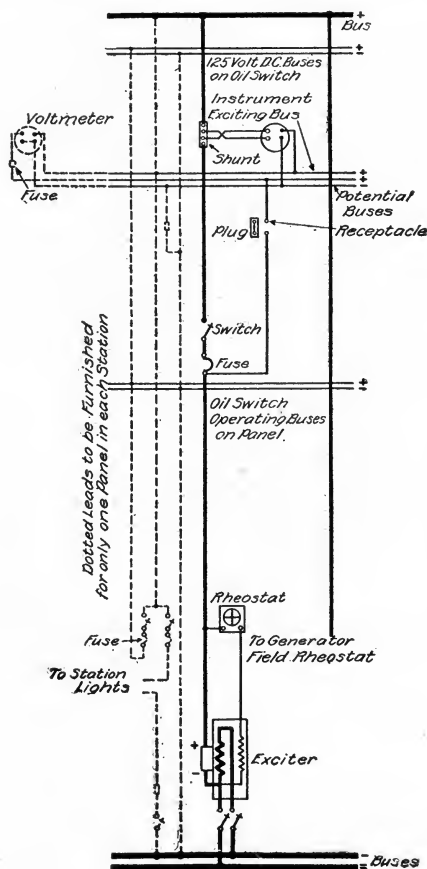 +
Bus
+
=
125 Volt D.C. Buses
on Oil Switch
Voltmeter
Instrument
Exciting Bus
Shunt
+
=
Fuse
Potential
Buses
Plug
Receptacle
Switch
Fuse
+
=
Oil Switch
Operating Buses
on Panel
Dotted Leads to be Furnished
for only one Panel in each Station
Rheostat
Fuse
To Generator
Field Rheostat
To Station
Lights
+
-
Exciter
-
Buses